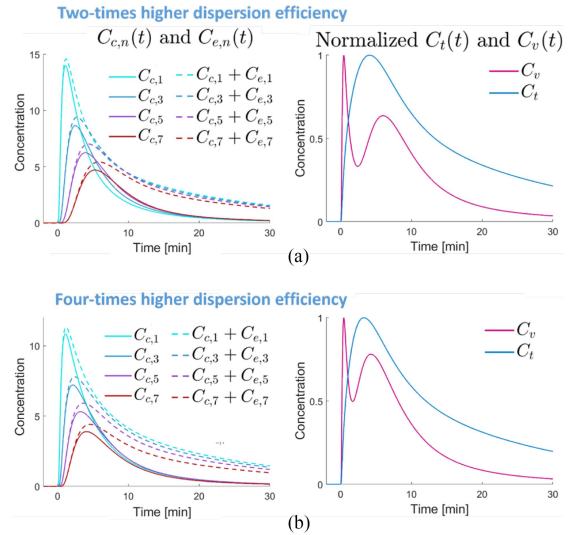 Two-times higher dispersion efficiency
C_{c,n}(t) and C_{e,n}(t)
Normalized C_t(t) and C_v(t)
15
10
5
0
Concentration
C_{c,1} C_{c,1} + C_{e,1}
C_{c,3} C_{c,3} + C_{e,3}
C_{c,5} C_{c,5} + C_{e,5}
C_{c,7} C_{c,7} + C_{e,7}
0 10 20 30
Time [min]
1
0.5
0
Concentration
C_v
C_t
0 10 20 30
Time [min]
(a)
Four-times higher dispersion efficiency
10
5
0
Concentration
C_{c,1} C_{c,1} + C_{e,1}
C_{c,3} C_{c,3} + C_{e,3}
C_{c,5} C_{c,5} + C_{e,5}
C_{c,7} C_{c,7} + C_{e,7}
0 10 20 30
Time [min]
1
0.5
0
Concentration
C_v
C_t
0 10 20 30
Time [min]
(b)